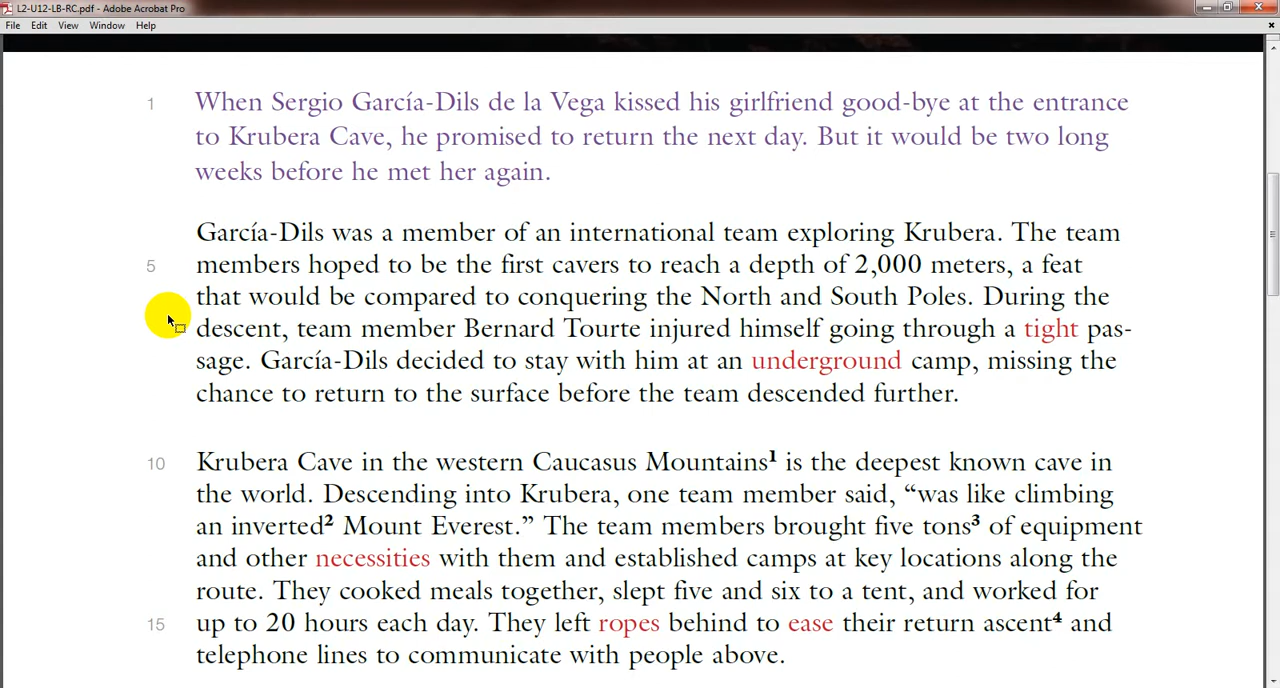 L2-U12-LB-RC.pdf - Adobe Acrobat Pro
File Edit View Window Help
1 When Sergio García-Dils de la Vega kissed his girlfriend good-bye at the entrance
to Krubera Cave, he promised to return the next day. But it would be two long
weeks before he met her again.
García-Dils was a member of an international team exploring Krubera. The team
5 members hoped to be the first cavers to reach a depth of 2,000 meters, a feat
that would be compared to conquering the North and South Poles. During the
descent, team member Bernard Tourte injured himself going through a tight pas-
sage. García-Dils decided to stay with him at an underground camp, missing the
chance to return to the surface before the team descended further.
10 Krubera Cave in the western Caucasus Mountains¹ is the deepest known cave in
the world. Descending into Krubera, one team member said, “was like climbing
an inverted² Mount Everest.” The team members brought five tons³ of equipment
and other necessities with them and established camps at key locations along the
route. They cooked meals together, slept five and six to a tent, and worked for
15 up to 20 hours each day. They left ropes behind to ease their return ascent⁴ and
telephone lines to communicate with people above.